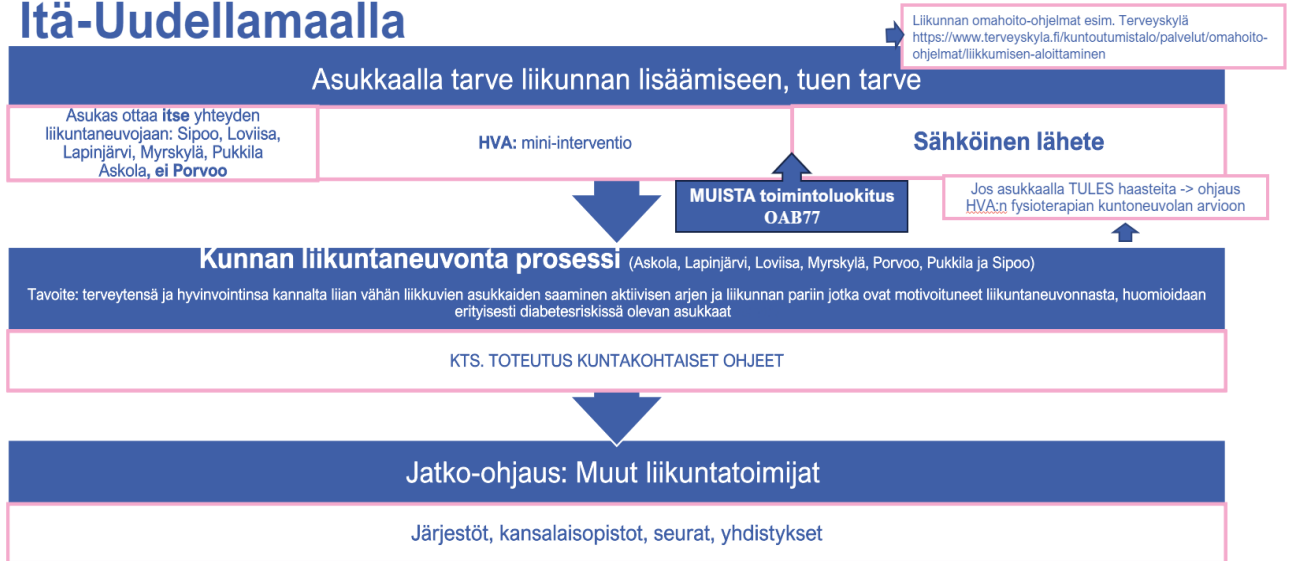 Itä-Uudellamaalla
Liikunnan omahoito-ohjelmat esim. Terveyskylä
https://www.terveyskyla.fi/kuntoutumistalo/palvelut/omahoito-
ohjelmat/liikkumisen-aloittaminen
Asukkaalla tarve liikunnan lisäämiseen, tuen tarve
Asukas ottaa itse yhteyden
liikuntaneuvojaan: Sipoo, Loviisa,
Lapinjärvi, Myrskylä, Pukkila
Askola, ei Porvoo
HVA: mini-interventio
Sähköinen lähete
MUISTA toimintoluokitus
OAB77
Jos asukkaalla TULES haasteita -> ohjaus
HVA:n fysioterapian kuntoneuvolan arvioon
Kunnan liikuntaneuvonta prosessi (Askola, Lapinjärvi, Loviisa, Myrskylä, Porvoo, Pukkila ja Sipoo)
Tavoite: terveytensä ja hyvinvointinsa kannalta liian vähän liikkuvien asukkaiden saaminen aktiivisen arjen ja liikunnan pariin jotka ovat motivoituneet liikuntaneuvonnasta, huomioidaan
erityisesti diabetesriskissä olevan asukkaat
KTS. TOTEUTUS KUNTAKOHTAISET OHJEET
Jatko-ohjaus: Muut liikuntatoimijat
Järjestöt, kansalaisopistot, seurat, yhdistykset